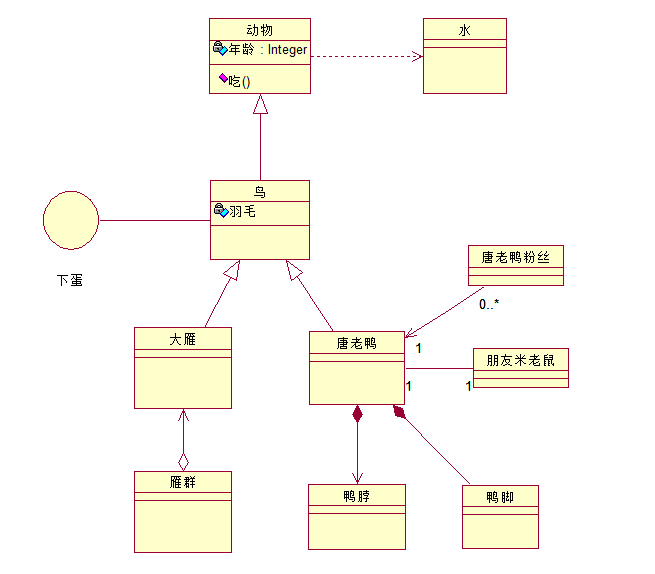 动物
年龄 : Integer
吃()
水
鸟
羽毛
下蛋
唐老鸭粉丝
0..*
1
大雁
唐老鸭
朋友米老鼠
1
1
雁群
鸭脖
鸭脚